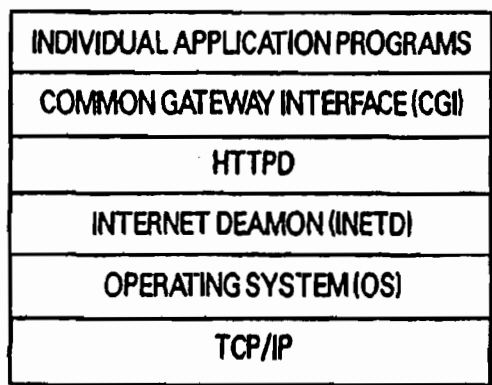 INDIVIDUAL APPLICATION PROGRAMS
COMMON GATEWAY INTERFACE (CGI)
HTTPD
INTERNET DEAMON (INETD)
OPERATING SYSTEM (OS)
TCP/IP